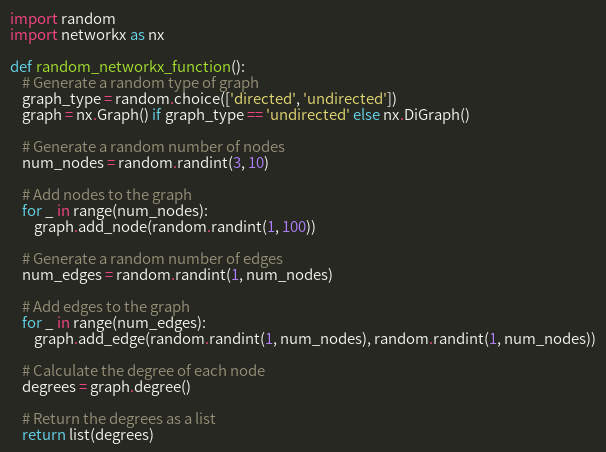 import random
import networkx as nx

def random_networkx_function():
    # Generate a random type of graph
    graph_type = random.choice(['directed', 'undirected'])
    graph = nx.Graph() if graph_type == 'undirected' else nx.DiGraph()

    # Generate a random number of nodes
    num_nodes = random.randint(3, 10)

    # Add nodes to the graph
    for _ in range(num_nodes):
        graph.add_node(random.randint(1, 100))

    # Generate a random number of edges
    num_edges = random.randint(1, num_nodes)

    # Add edges to the graph
    for _ in range(num_edges):
        graph.add_edge(random.randint(1, num_nodes), random.randint(1, num_nodes))

    # Calculate the degree of each node
    degrees = graph.degree()

    # Return the degrees as a list
    return list(degrees)